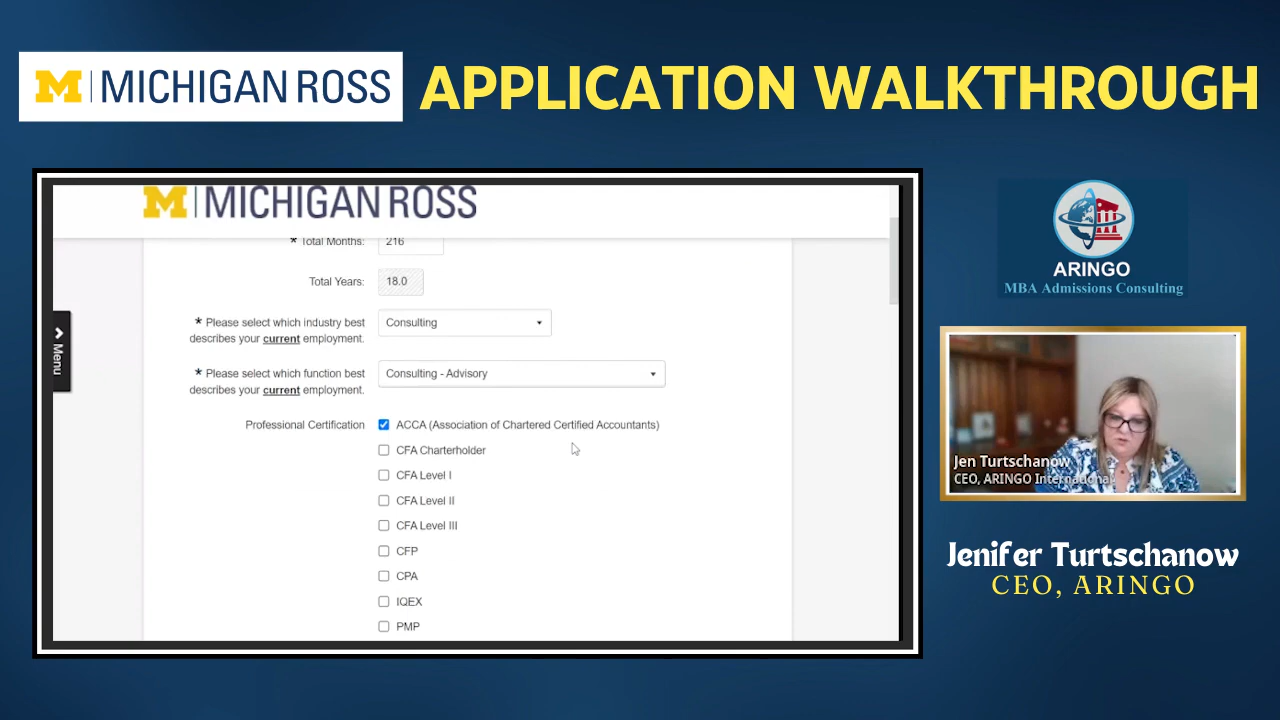 M | MICHIGAN ROSS APPLICATION WALKTHROUGH
M | MICHIGAN ROSS
* Total Months: 216
Total Years: 18.0
* Please select which industry best
describes your current employment.
Consulting
* Please select which function best
describes your current employment.
Consulting - Advisory
Professional Certification
ACCA (Association of Chartered Certified Accountants)
CFA Charterholder
CFA Level I
CFA Level II
CFA Level III
CFP
CPA
IQEX
PMP
Menu
ARINGO
MBA Admissions Consulting
Jen Turtschanow
CEO, ARINGO International
Jenifer Turtschanow
CEO, ARINGO